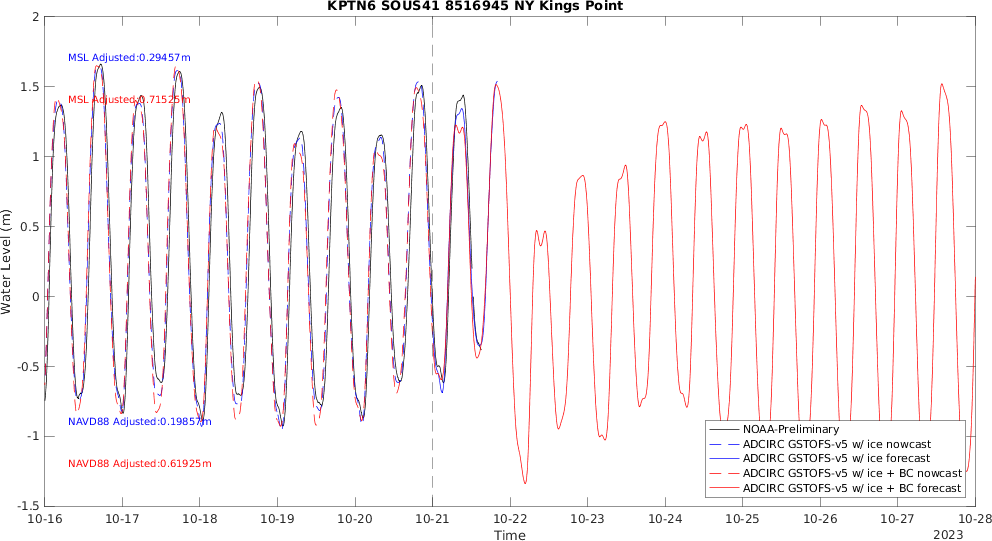 KPTN6 SOUS41 8516945 NY Kings Point
2
1.5
1
0.5
0
-0.5
-1
-1.5
Water Level (m)
MSL Adjusted:0.29457m
MSL Adjusted:0.71525m
NAVD88 Adjusted:0.19857m
NAVD88 Adjusted:0.61925m
NOAA-Preliminary
ADCIRC GSTOFS-v5 w/ ice nowcast
ADCIRC GSTOFS-v5 w/ ice forecast
ADCIRC GSTOFS-v5 w/ ice + BC nowcast
ADCIRC GSTOFS-v5 w/ ice + BC forecast
10-16 10-17 10-18 10-19 10-20 10-21 10-22 10-23 10-24 10-25 10-26 10-27 10-28
Time
2023